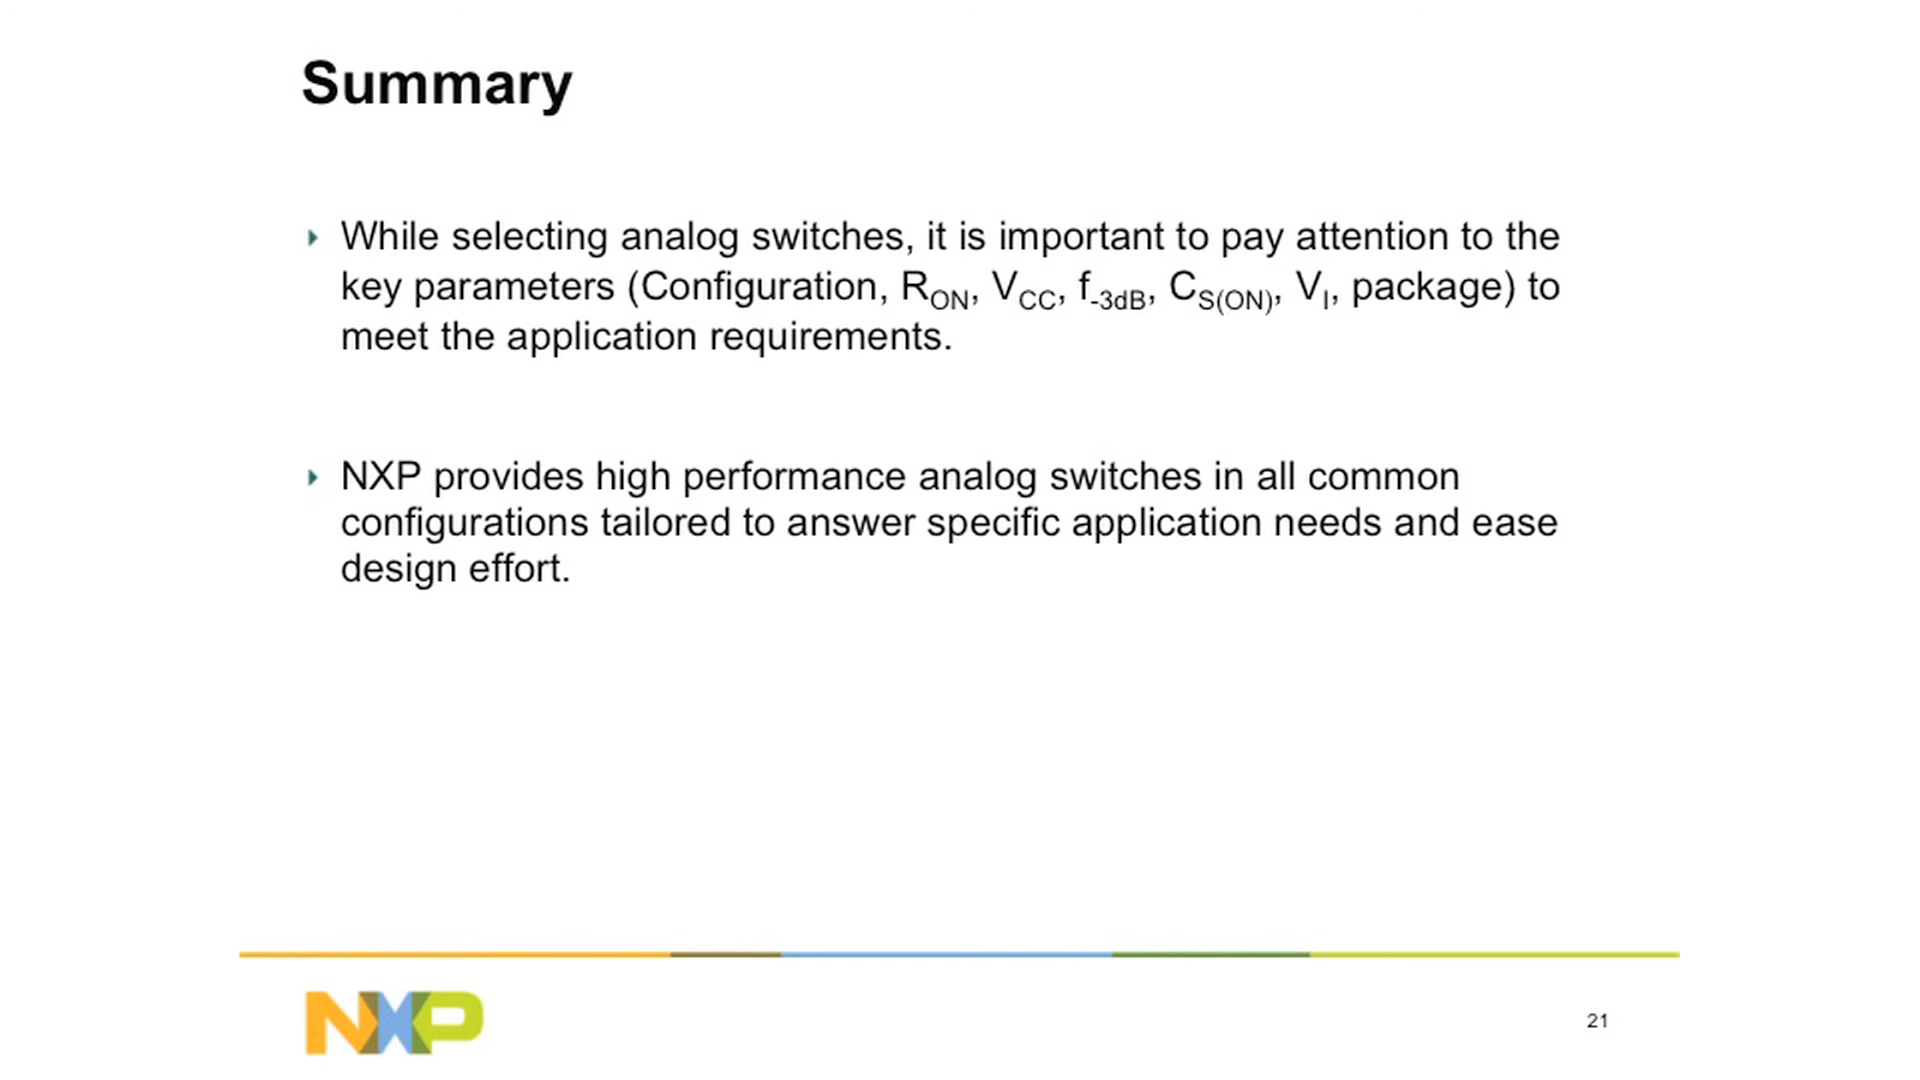 Summary
While selecting analog switches, it is important to pay attention to the
key parameters (Configuration, RON, VCC, f-3dB, CS(ON), VI, package) to
meet the application requirements.
NXP provides high performance analog switches in all common
configurations tailored to answer specific application needs and ease
design effort.
NXP
21